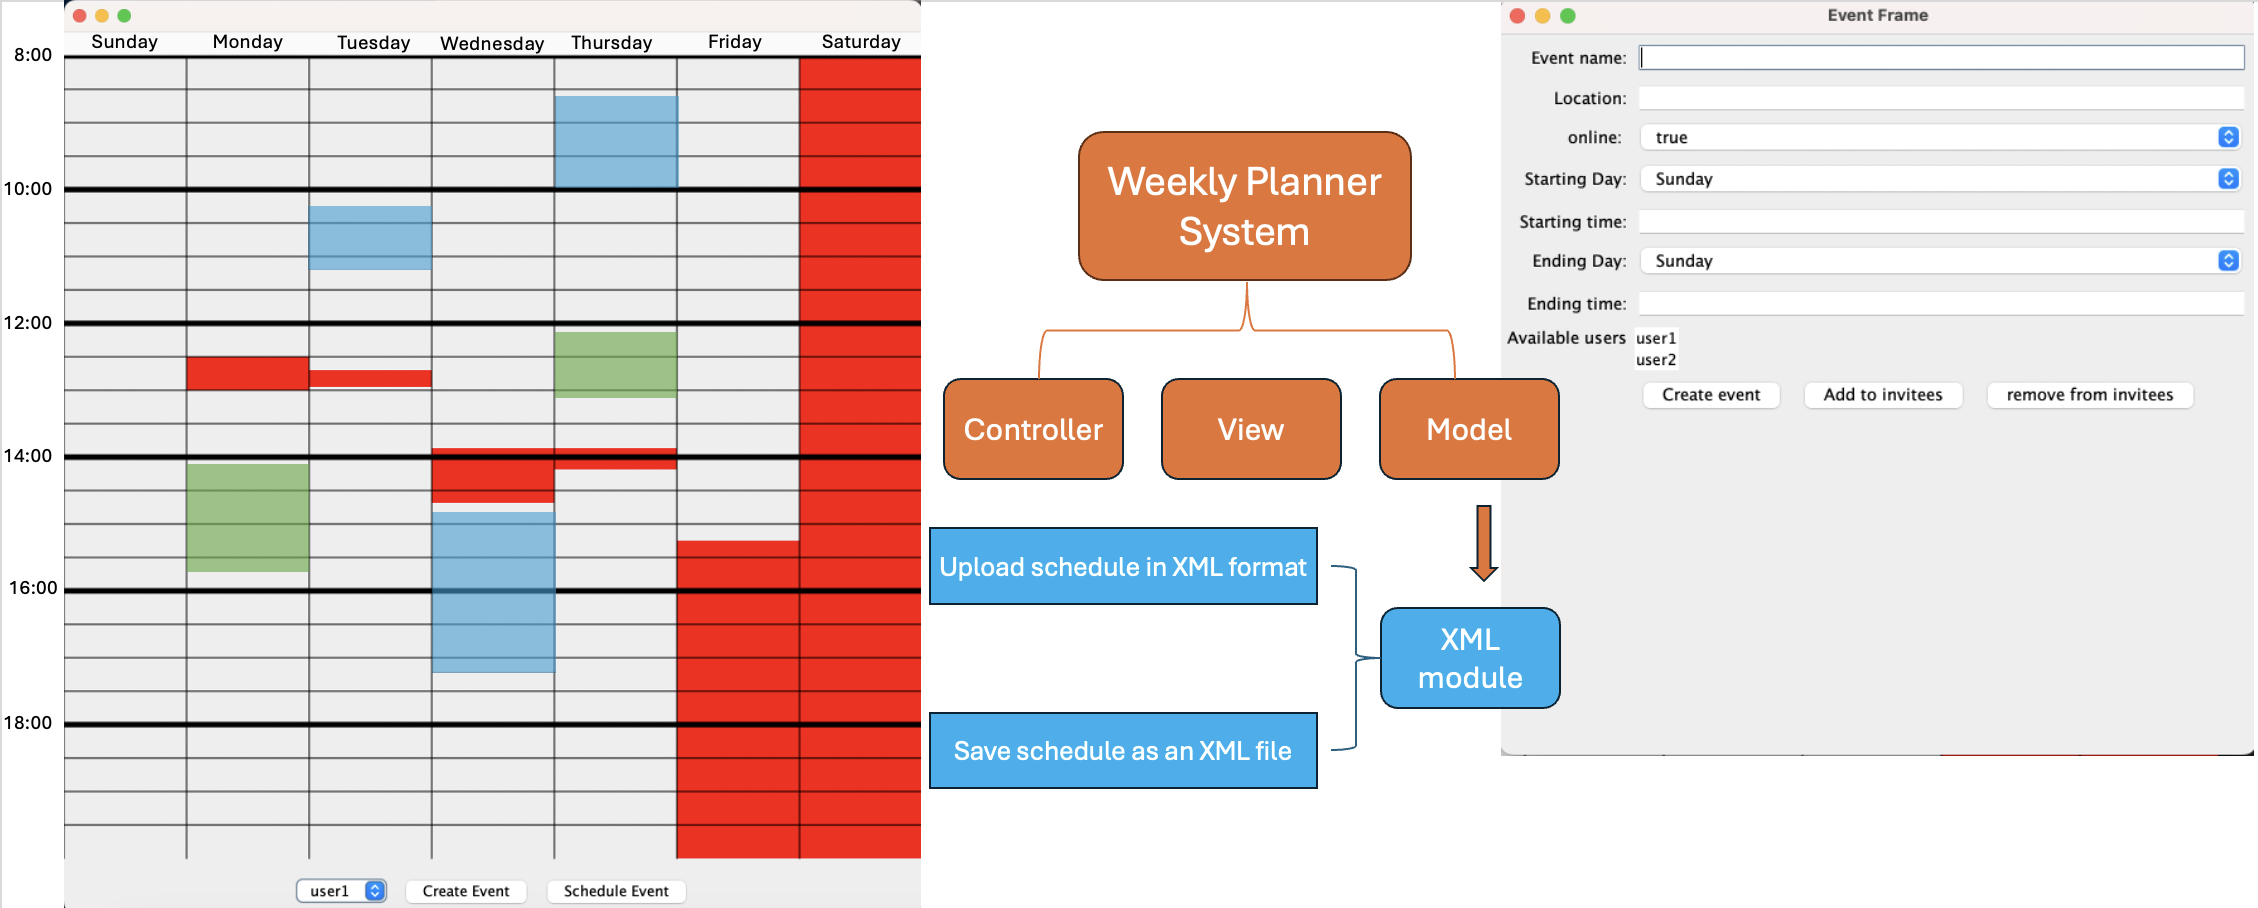 Sunday Monday Tuesday Wednesday Thursday Friday Saturday
8:00
10:00
12:00
14:00
16:00
18:00
user1 Create Event Schedule Event
Weekly Planner
System
Controller View Model
Upload schedule in XML format
XML
module
Save schedule as an XML file
Event Frame
Event name:
Location:
online: true
Starting Day: Sunday
Starting time:
Ending Day: Sunday
Ending time:
Available users user1
user2
Create event Add to invitees remove from invitees